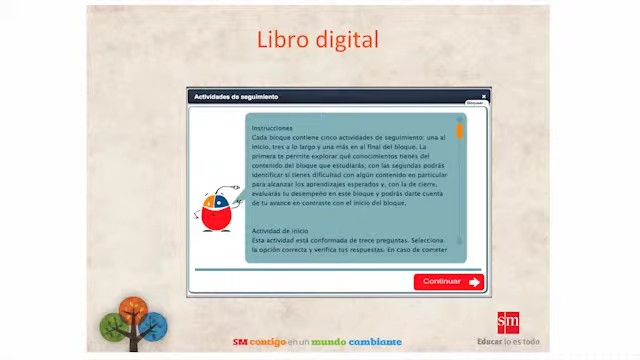 Libro digital
Actividades de seguimiento
Instrucciones
Cada bloque contiene cinco actividades de seguimiento: una al
inicio, tres a lo largo y una más en al final del bloque. La
primera te permite explorar qué conocimientos tienes del
contenido del bloque que estudiarás; con las segundas podrás
identificar si tienes dificultad con algún contenido en particular
para alcanzar los aprendizajes esperados y, con la de cierre,
evaluarás tu desempeño en este bloque y podrás darte cuenta
de tu avance en contraste con el inicio del bloque.
Actividad de inicio
Esta actividad está conformada de trece preguntas. Selecciona
la opción correcta y verifica tus respuestas. En caso de cometer
Continuar
sm
SM contigo en un mundo cambiante
Educar lo es todo